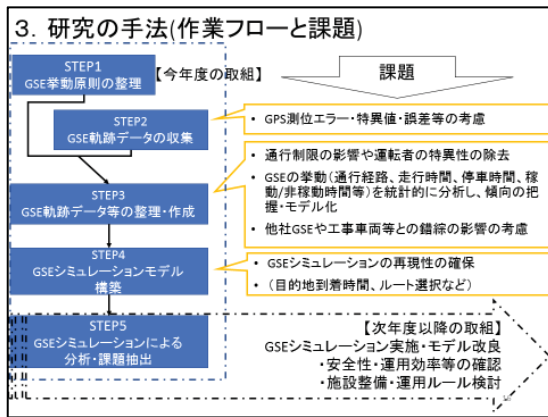 3．研究の手法(作業フローと課題)
STEP1
GSE挙動原則の整理
【今年度の取組】
課題
STEP2
GSE軌跡データの収集
• GPS測位エラー・特異値・誤差等の考慮
STEP3
GSE軌跡データ等の整理・作成
• 通行制限の影響や運転者の特異性の除去
• GSEの挙動（通行経路、走行時間、停車時間、稼
動/非稼動時間等）を統計的に分析し、傾向の把
握・モデル化
• 他社GSEや工事車両等との錯綜の影響の考慮
STEP4
GSEシミュレーションモデル
構築
• GSEシミュレーションの再現性の確保
• （目的地到着時間、ルート選択など）
STEP5
GSEシミュレーションによる
分析・課題抽出
【次年度以降の取組】
GSEシミュレーション実施・モデル改良
・安全性・運用効率等の確認
・施設整備・運用ルール検討